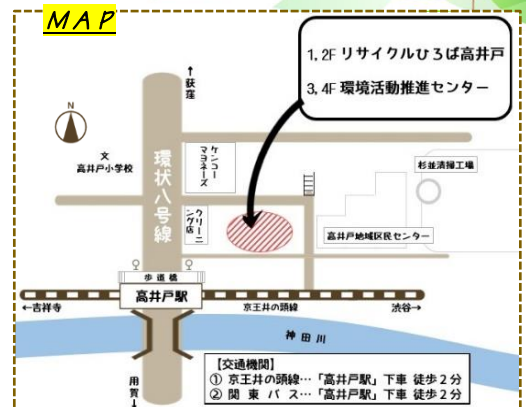 MAP
1, 2F リサイクルひろば高井戸
3, 4F 環境活動推進センター
↑荻窪
N
文
高井戸小学校
環状八号線
ケンコーマヨネーズ
杉並清掃工場
クリーニング店
高井戸地域区民センター
歩道橋
高井戸駅
←吉祥寺
京王井の頭線
渋谷→
神田川
用賀↓
【交通機関】
① 京王井の頭線…「高井戸駅」下車 徒歩2分
② 関東バス…「高井戸駅」下車 徒歩2分